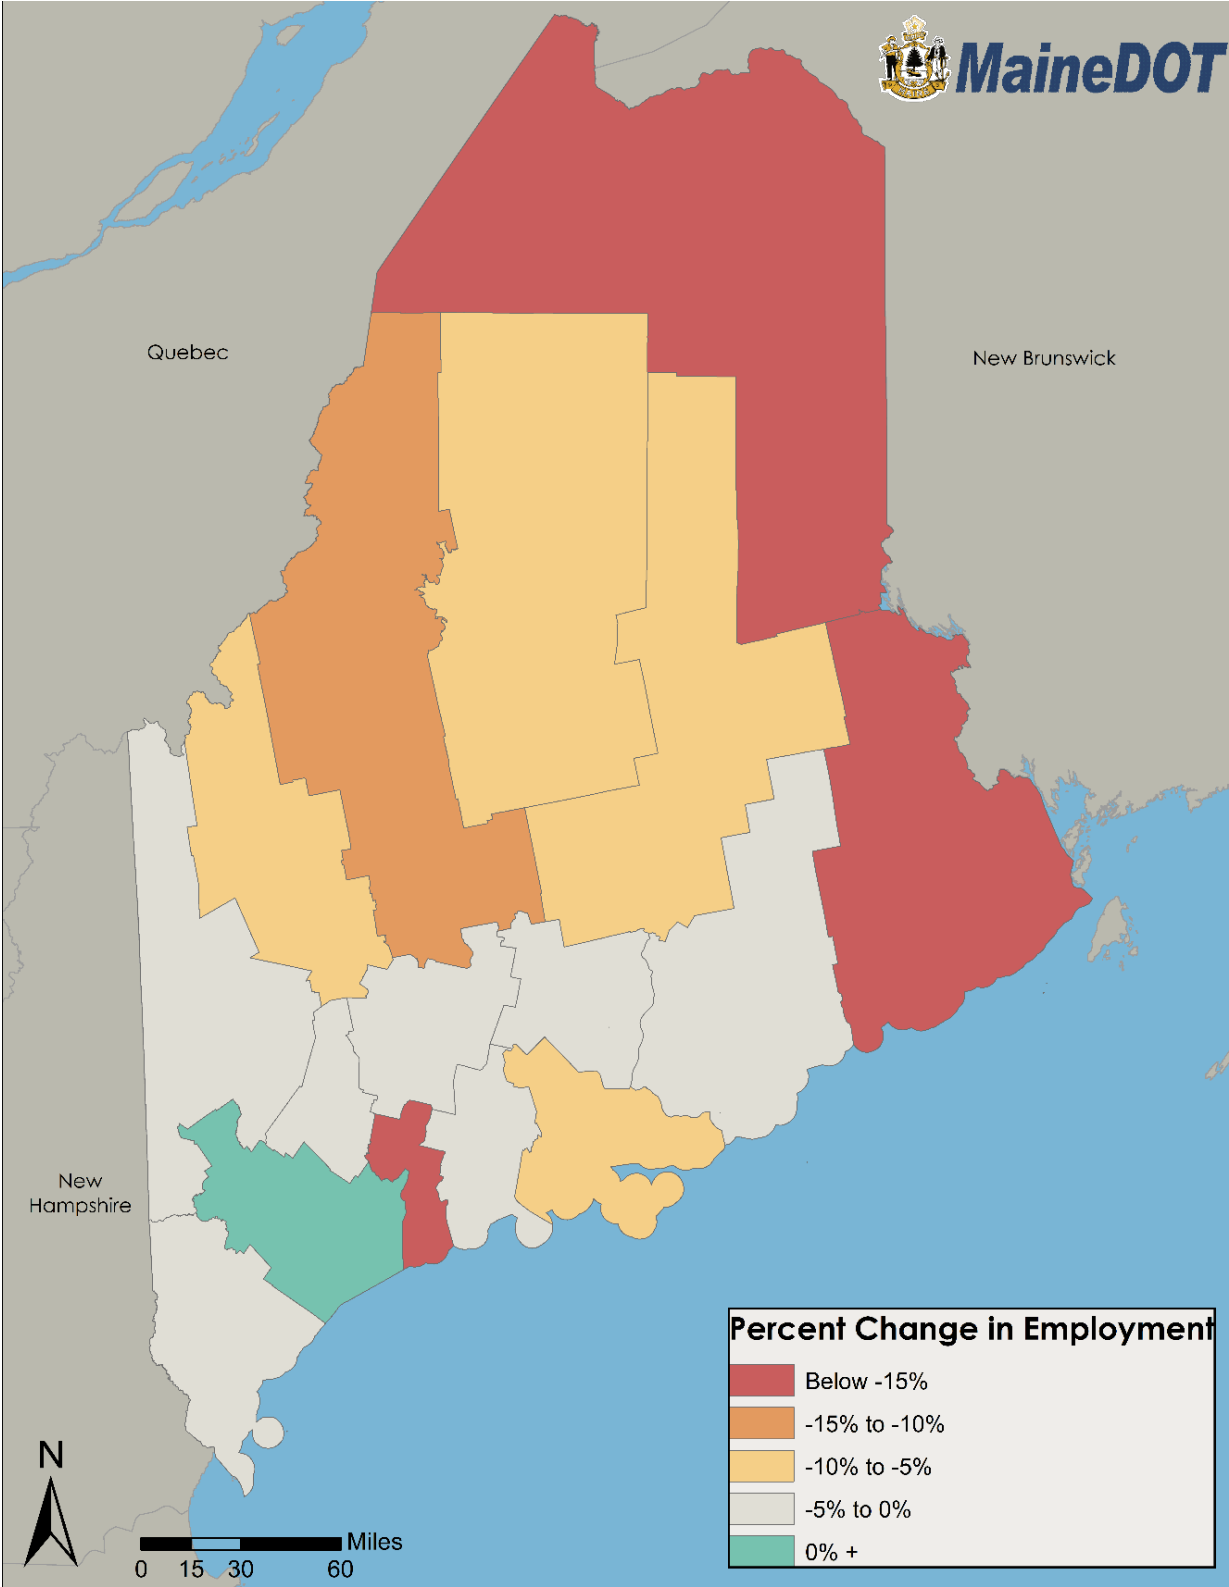 MaineDOT
Quebec
New Brunswick
New
Hampshire
Percent Change in Employment
Below -15%
-15% to -10%
-10% to -5%
-5% to 0%
0% +
N
Miles
0 15 30 60